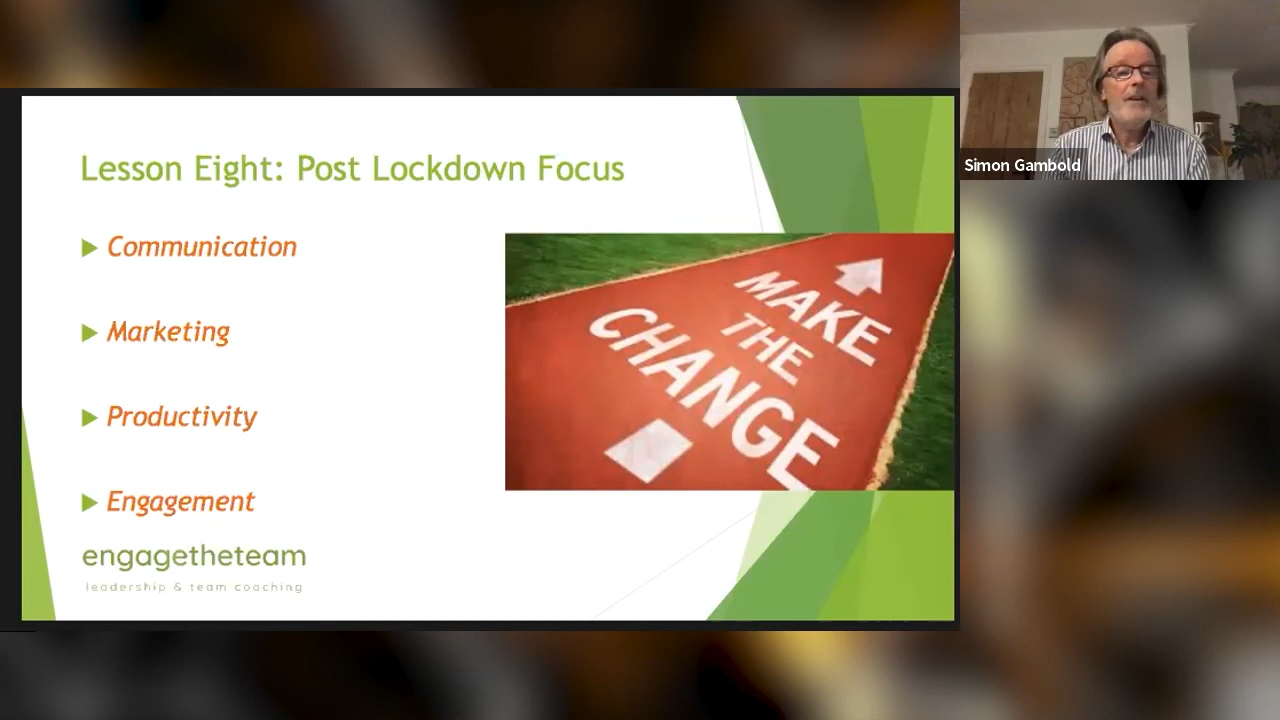 Lesson Eight: Post Lockdown Focus
Communication
Marketing
Productivity
Engagement
engagetheteam
leadership & team coaching
MAKE
THE
CHANGE
Simon Gambold